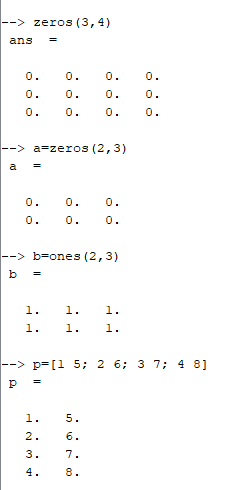 --> zeros(3,4)
ans  =
0.   0.   0.   0.
0.   0.   0.   0.
0.   0.   0.   0.
--> a=zeros(2,3)
a  =
0.   0.   0.
0.   0.   0.
--> b=ones(2,3)
b  =
1.   1.   1.
1.   1.   1.
--> p=[1 5; 2 6; 3 7; 4 8]
p  =
1.   5.
2.   6.
3.   7.
4.   8.